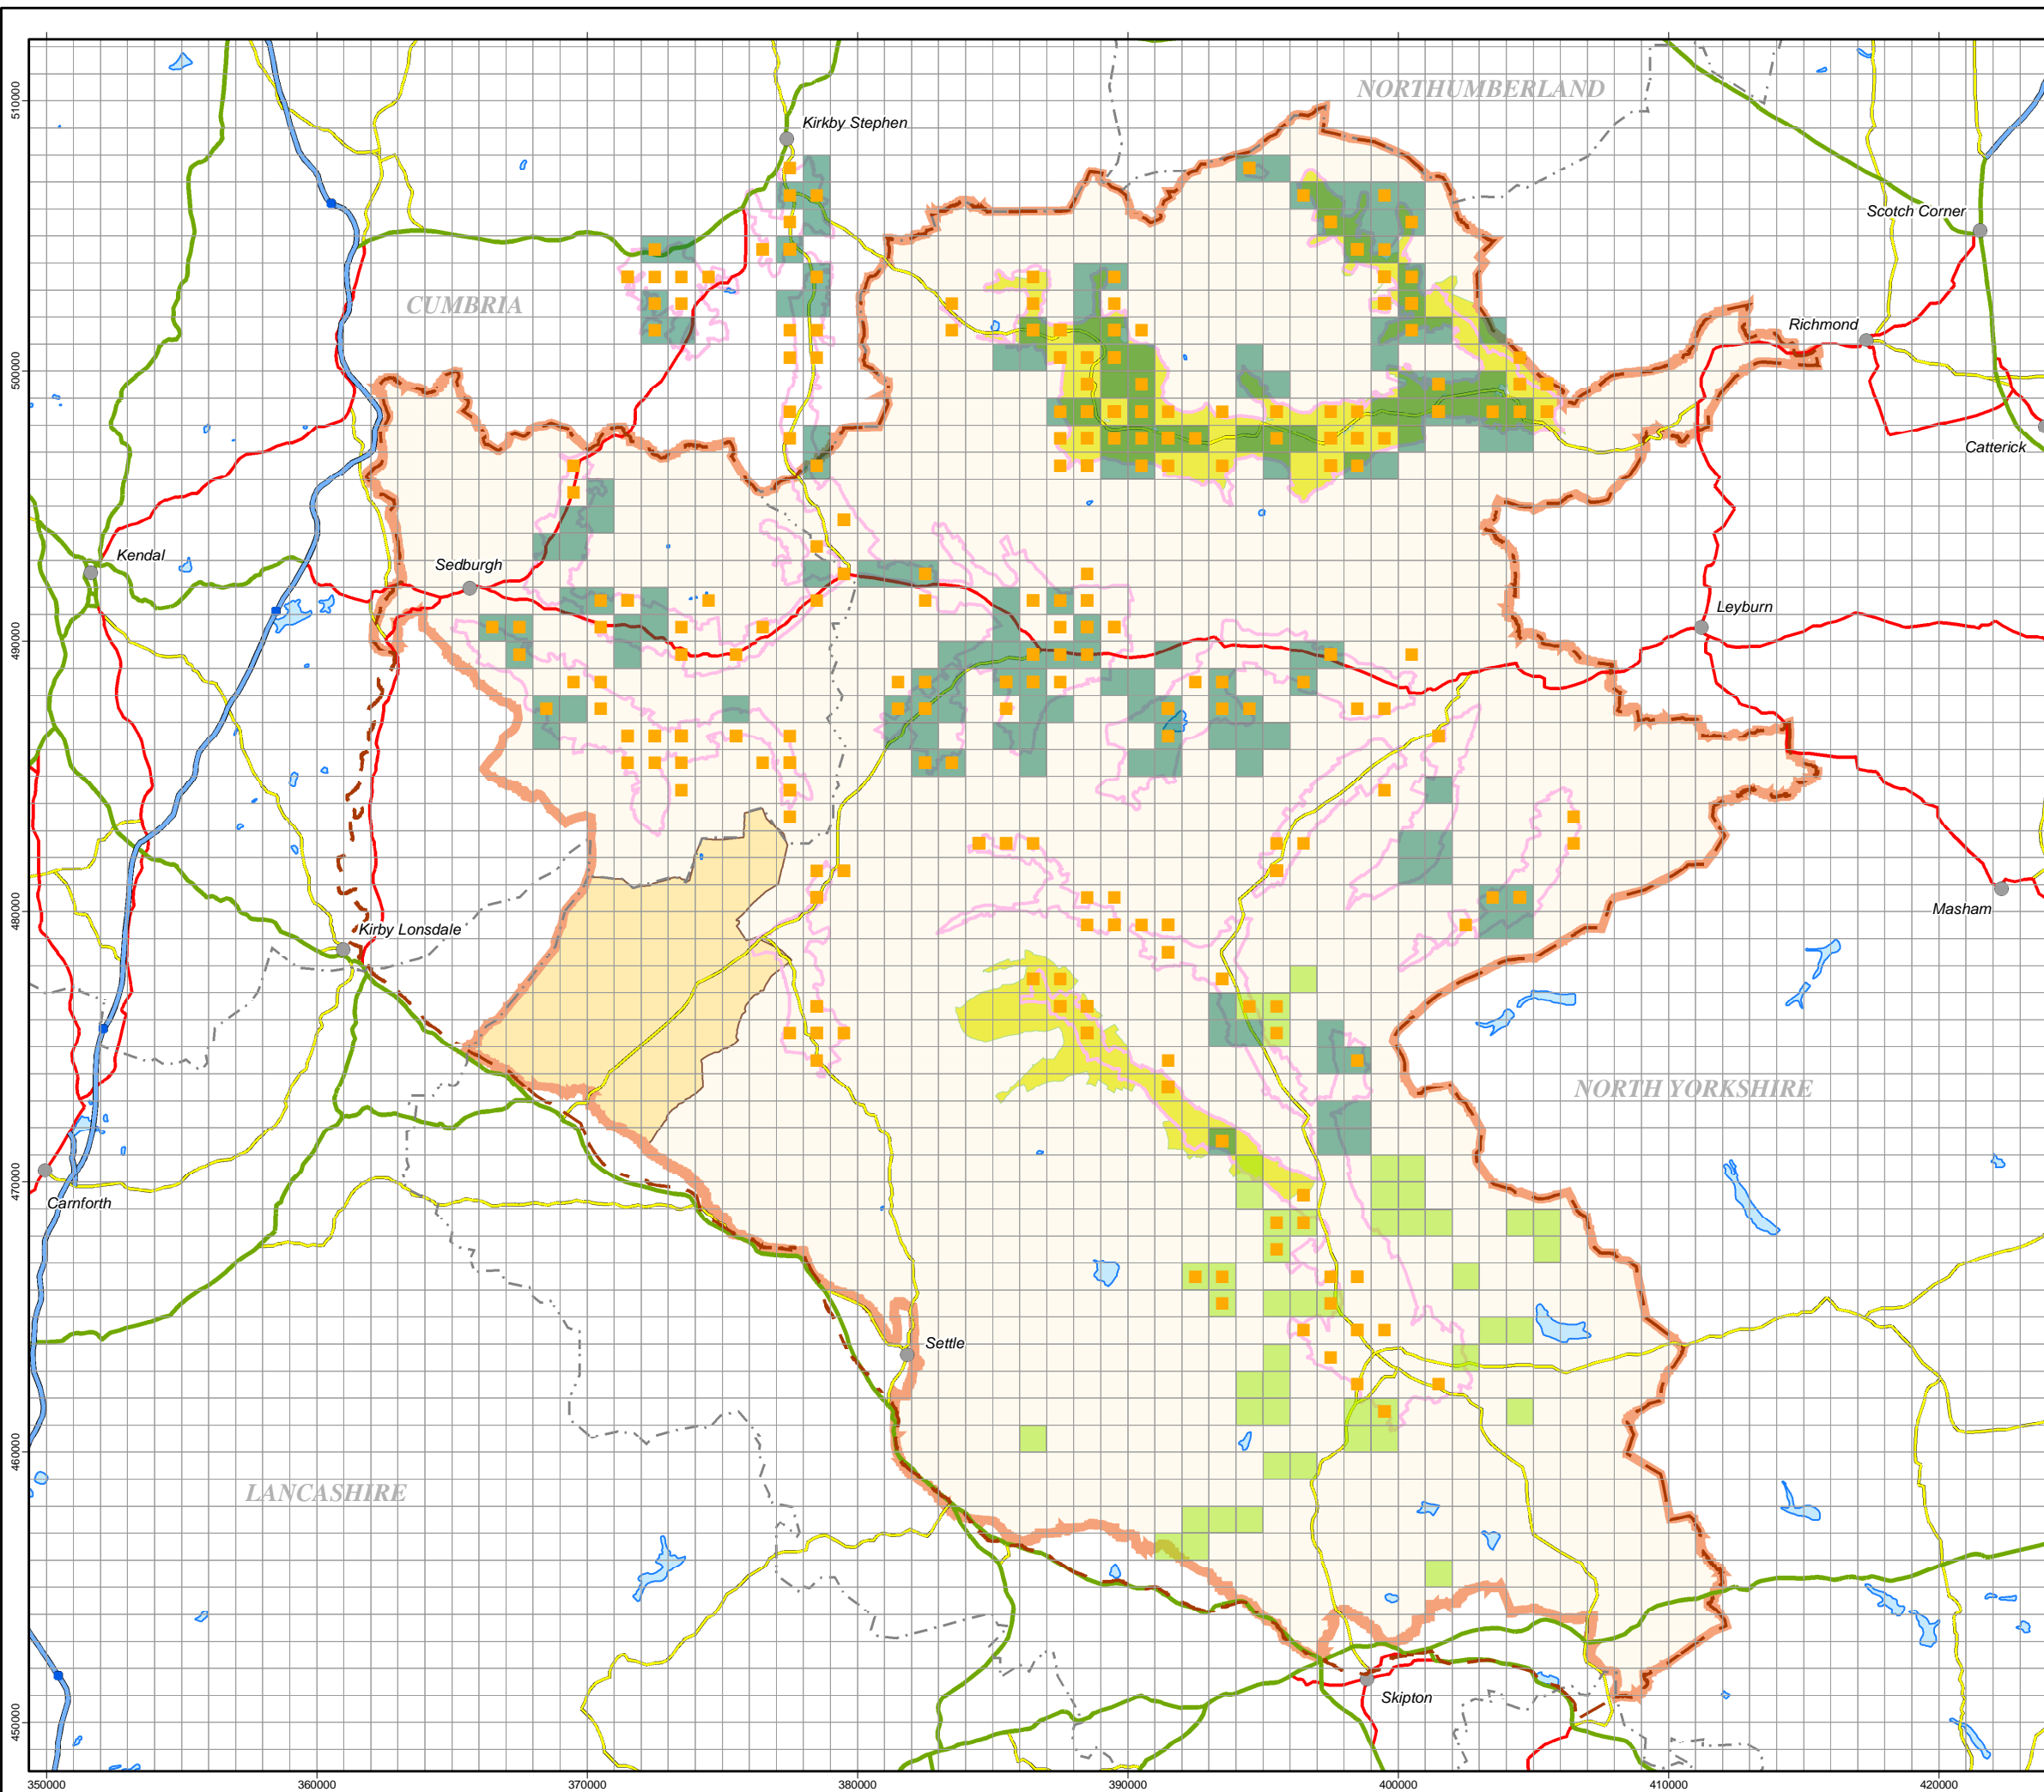 NORTHUMBERLAND
510000
Kirkby Stephen
Scotch Corner
CUMBRIA
Richmond
500000
Catterick
Kendal
Sedburgh
Leyburn
490000
480000
Masham
Kirby Lonsdale
NORTH YORKSHIRE
470000
Carnforth
Settle
460000
LANCASHIRE
Skipton
450000
350000 360000 370000 380000 390000 400000 410000 420000